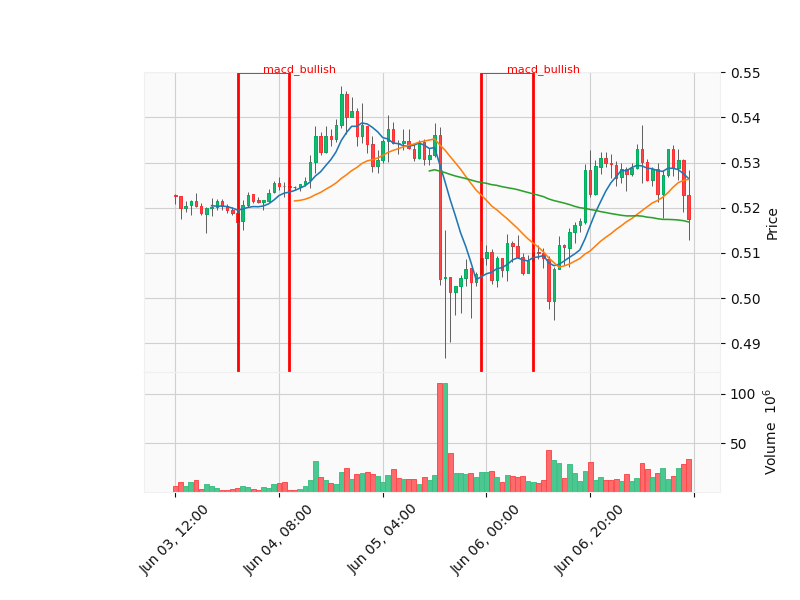 macd_bullish
macd_bullish
0.55
0.54
0.53
0.52
0.51
0.50
0.49
Price
100
50
Volume 10⁶
Jun 03, 12:00
Jun 04, 08:00
Jun 05, 04:00
Jun 06, 00:00
Jun 06, 20:00